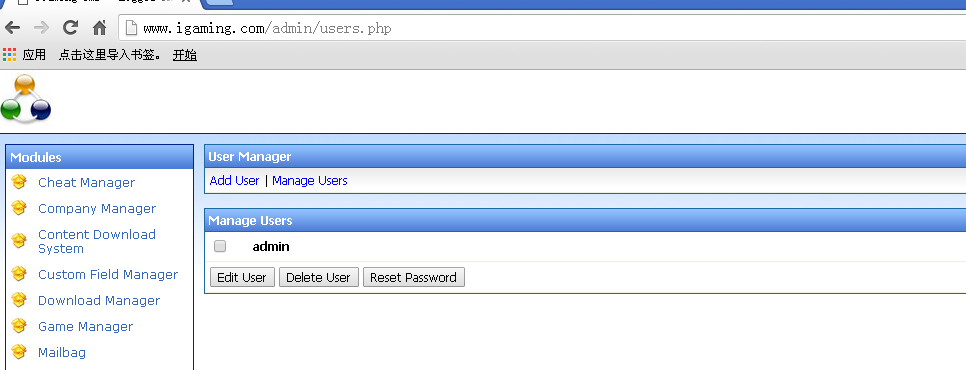 www.igaming.com/admin/users.php
应用 点击这里导入书签。 开始
Modules
Cheat Manager
Company Manager
Content Download
System
Custom Field Manager
Download Manager
Game Manager
Mailbag
User Manager
Add User | Manage Users
Manage Users
admin
Edit User Delete User Reset Password